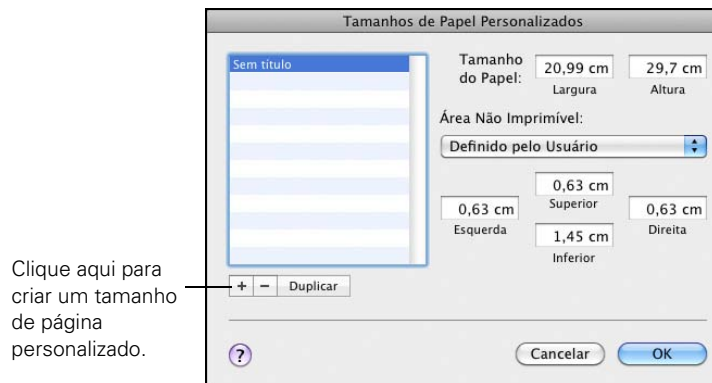 Tamanhos de Papel Personalizados
Sem título
Tamanho do Papel:
20,99 cm
29,7 cm
Largura
Altura
Área Não Imprimível:
Definido pelo Usuário
0,63 cm
Superior
0,63 cm
Esquerda
0,63 cm
Direita
1,45 cm
Inferior
Clique aqui para
criar um tamanho
de página
personalizado.
+ − Duplicar
? Cancelar OK